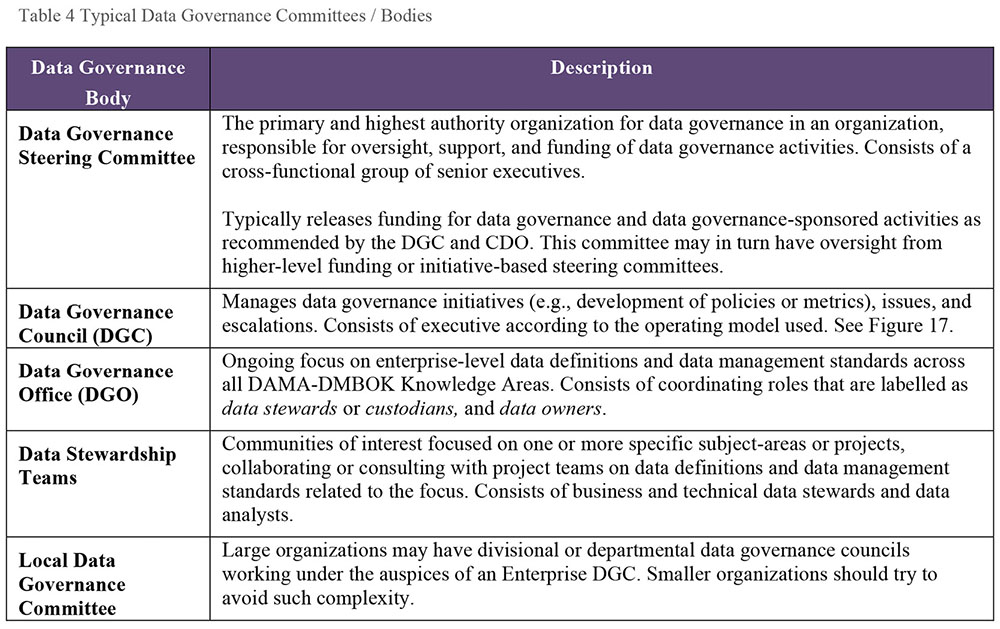 Table 4 Typical Data Governance Committees / Bodies
Data Governance
Body
Description
Data Governance
Steering Committee
The primary and highest authority organization for data governance in an organization,
responsible for oversight, support, and funding of data governance activities. Consists of a
cross-functional group of senior executives.
Typically releases funding for data governance and data governance-sponsored activities as
recommended by the DGC and CDO. This committee may in turn have oversight from
higher-level funding or initiative-based steering committees.
Data Governance
Council (DGC)
Manages data governance initiatives (e.g., development of policies or metrics), issues, and
escalations. Consists of executive according to the operating model used. See Figure 17.
Data Governance
Office (DGO)
Ongoing focus on enterprise-level data definitions and data management standards across
all DAMA-DMBOK Knowledge Areas. Consists of coordinating roles that are labelled as
data stewards or custodians, and data owners.
Data Stewardship
Teams
Communities of interest focused on one or more specific subject-areas or projects,
collaborating or consulting with project teams on data definitions and data management
standards related to the focus. Consists of business and technical data stewards and data
analysts.
Local Data
Governance
Committee
Large organizations may have divisional or departmental data governance councils
working under the auspices of an Enterprise DGC. Smaller organizations should try to
avoid such complexity.